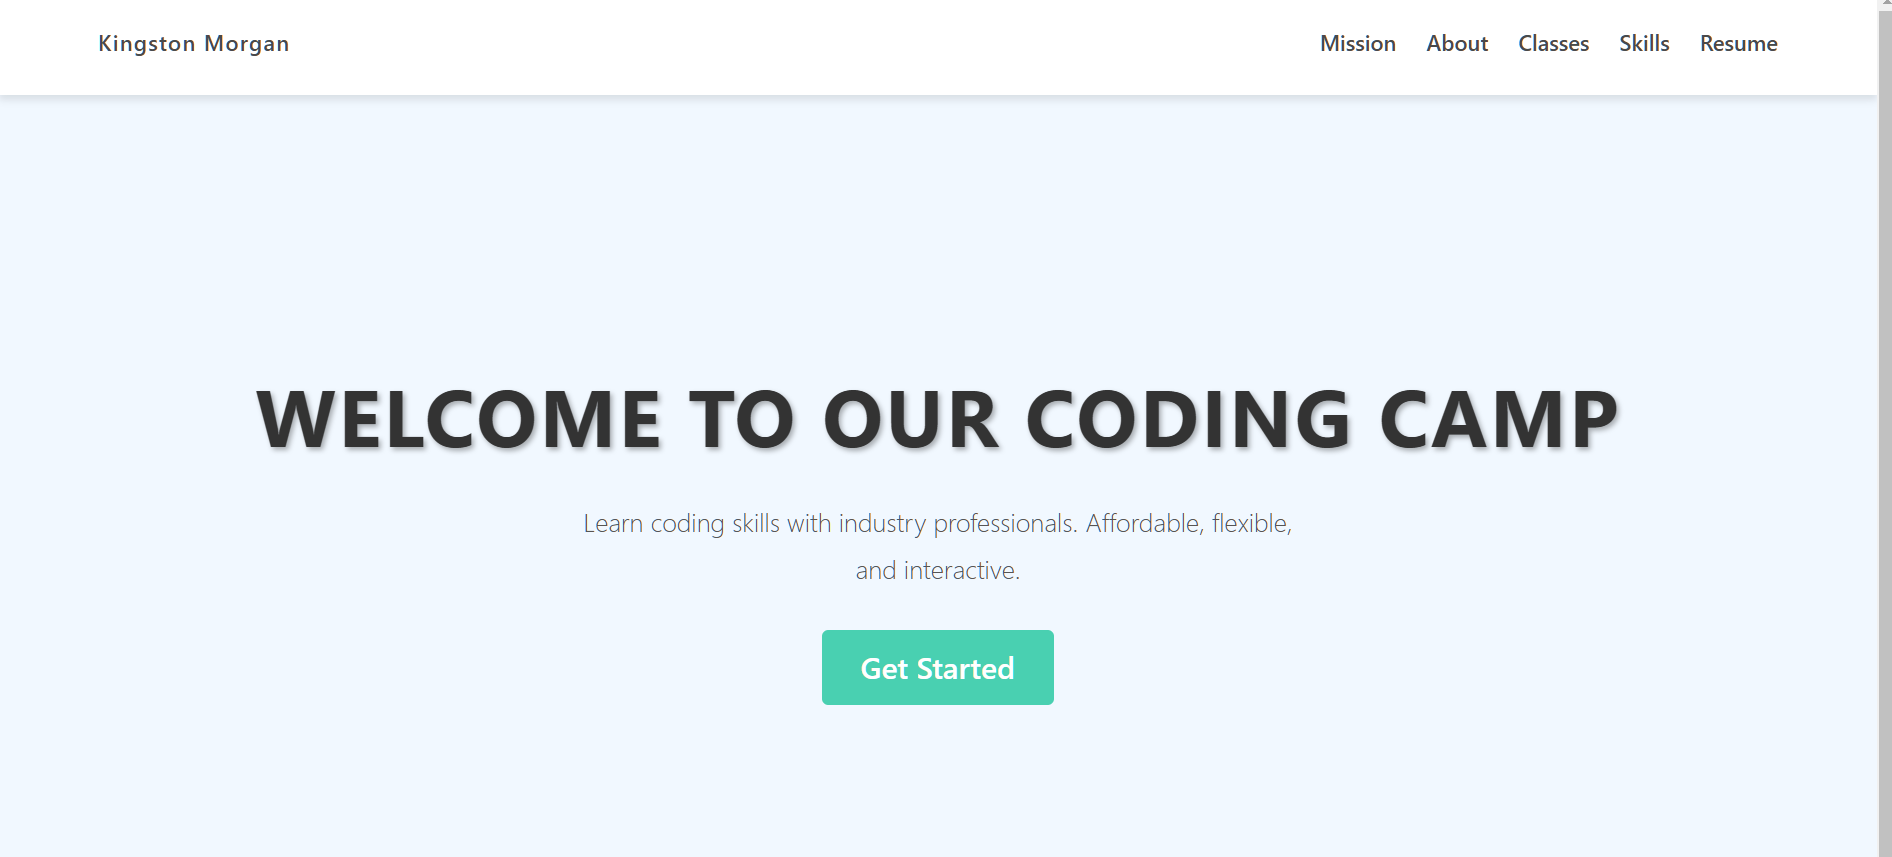 Kingston Morgan
Mission About Classes Skills Resume
WELCOME TO OUR CODING CAMP
Learn coding skills with industry professionals. Affordable, flexible,
and interactive.
Get Started